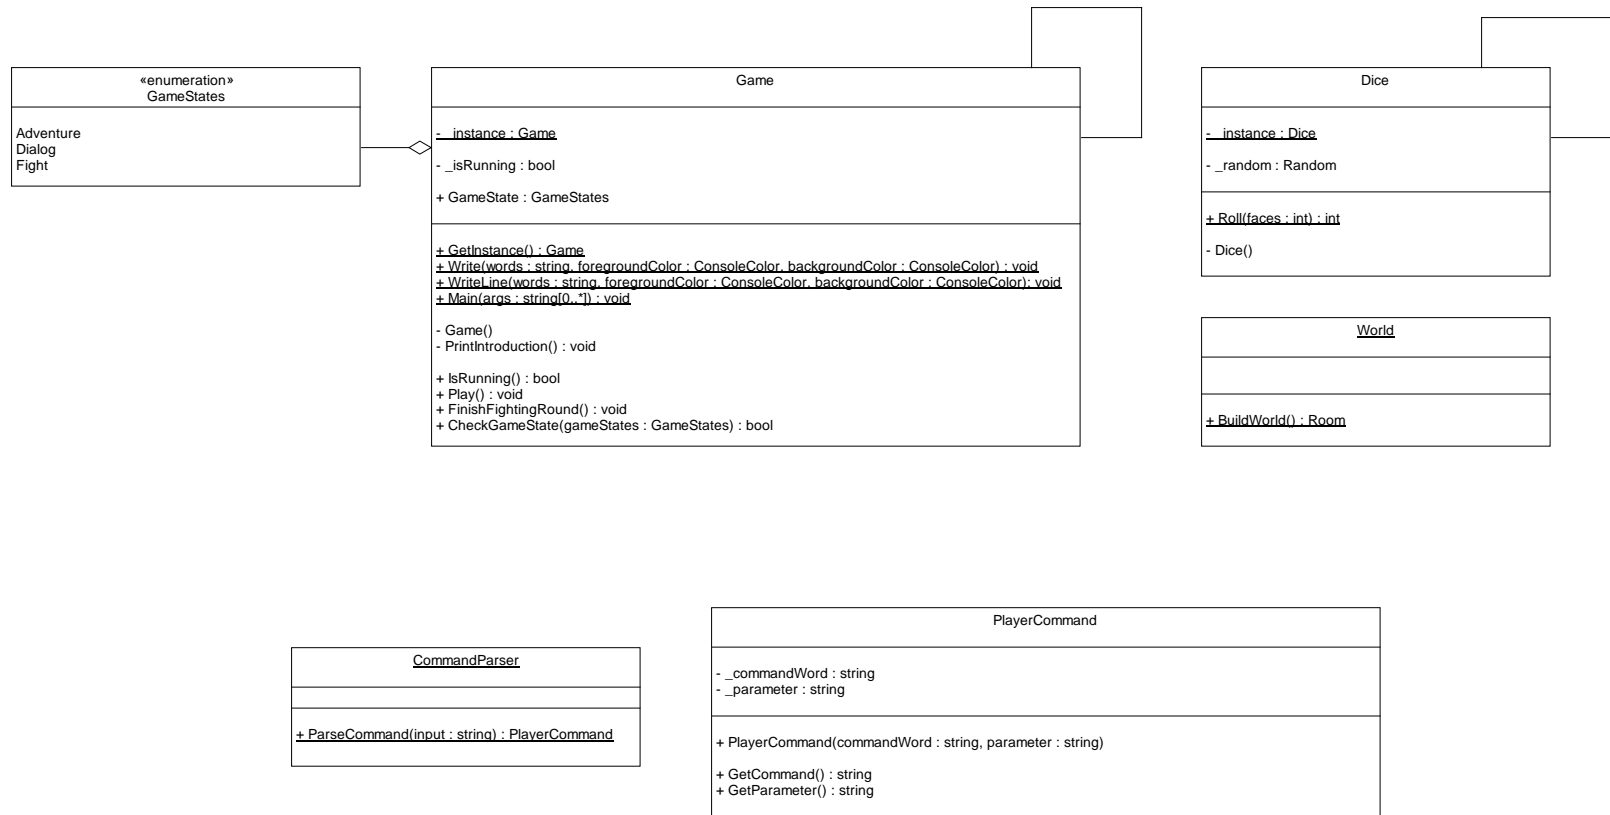 «enumeration»
GameStates
Adventure
Dialog
Fight
Game
- _instance : Game
- _isRunning : bool
+ GameState : GameStates
+ GetInstance() : Game
+ Write(words : string, foregroundColor : ConsoleColor, backgroundColor : ConsoleColor) : void
+ WriteLine(words : string, foregroundColor : ConsoleColor, backgroundColor : ConsoleColor): void
+ Main(args : string[0..*]) : void
- Game()
- PrintIntroduction() : void
+ IsRunning() : bool
+ Play() : void
+ FinishFightingRound() : void
+ CheckGameState(gameStates : GameStates) : bool
Dice
- _instance : Dice
- _random : Random
+ Roll(faces : int) : int
- Dice()
World
+ BuildWorld() : Room
CommandParser
+ ParseCommand(input : string) : PlayerCommand
PlayerCommand
- _commandWord : string
- _parameter : string
+ PlayerCommand(commandWord : string, parameter : string)
+ GetCommand() : string
+ GetParameter() : string